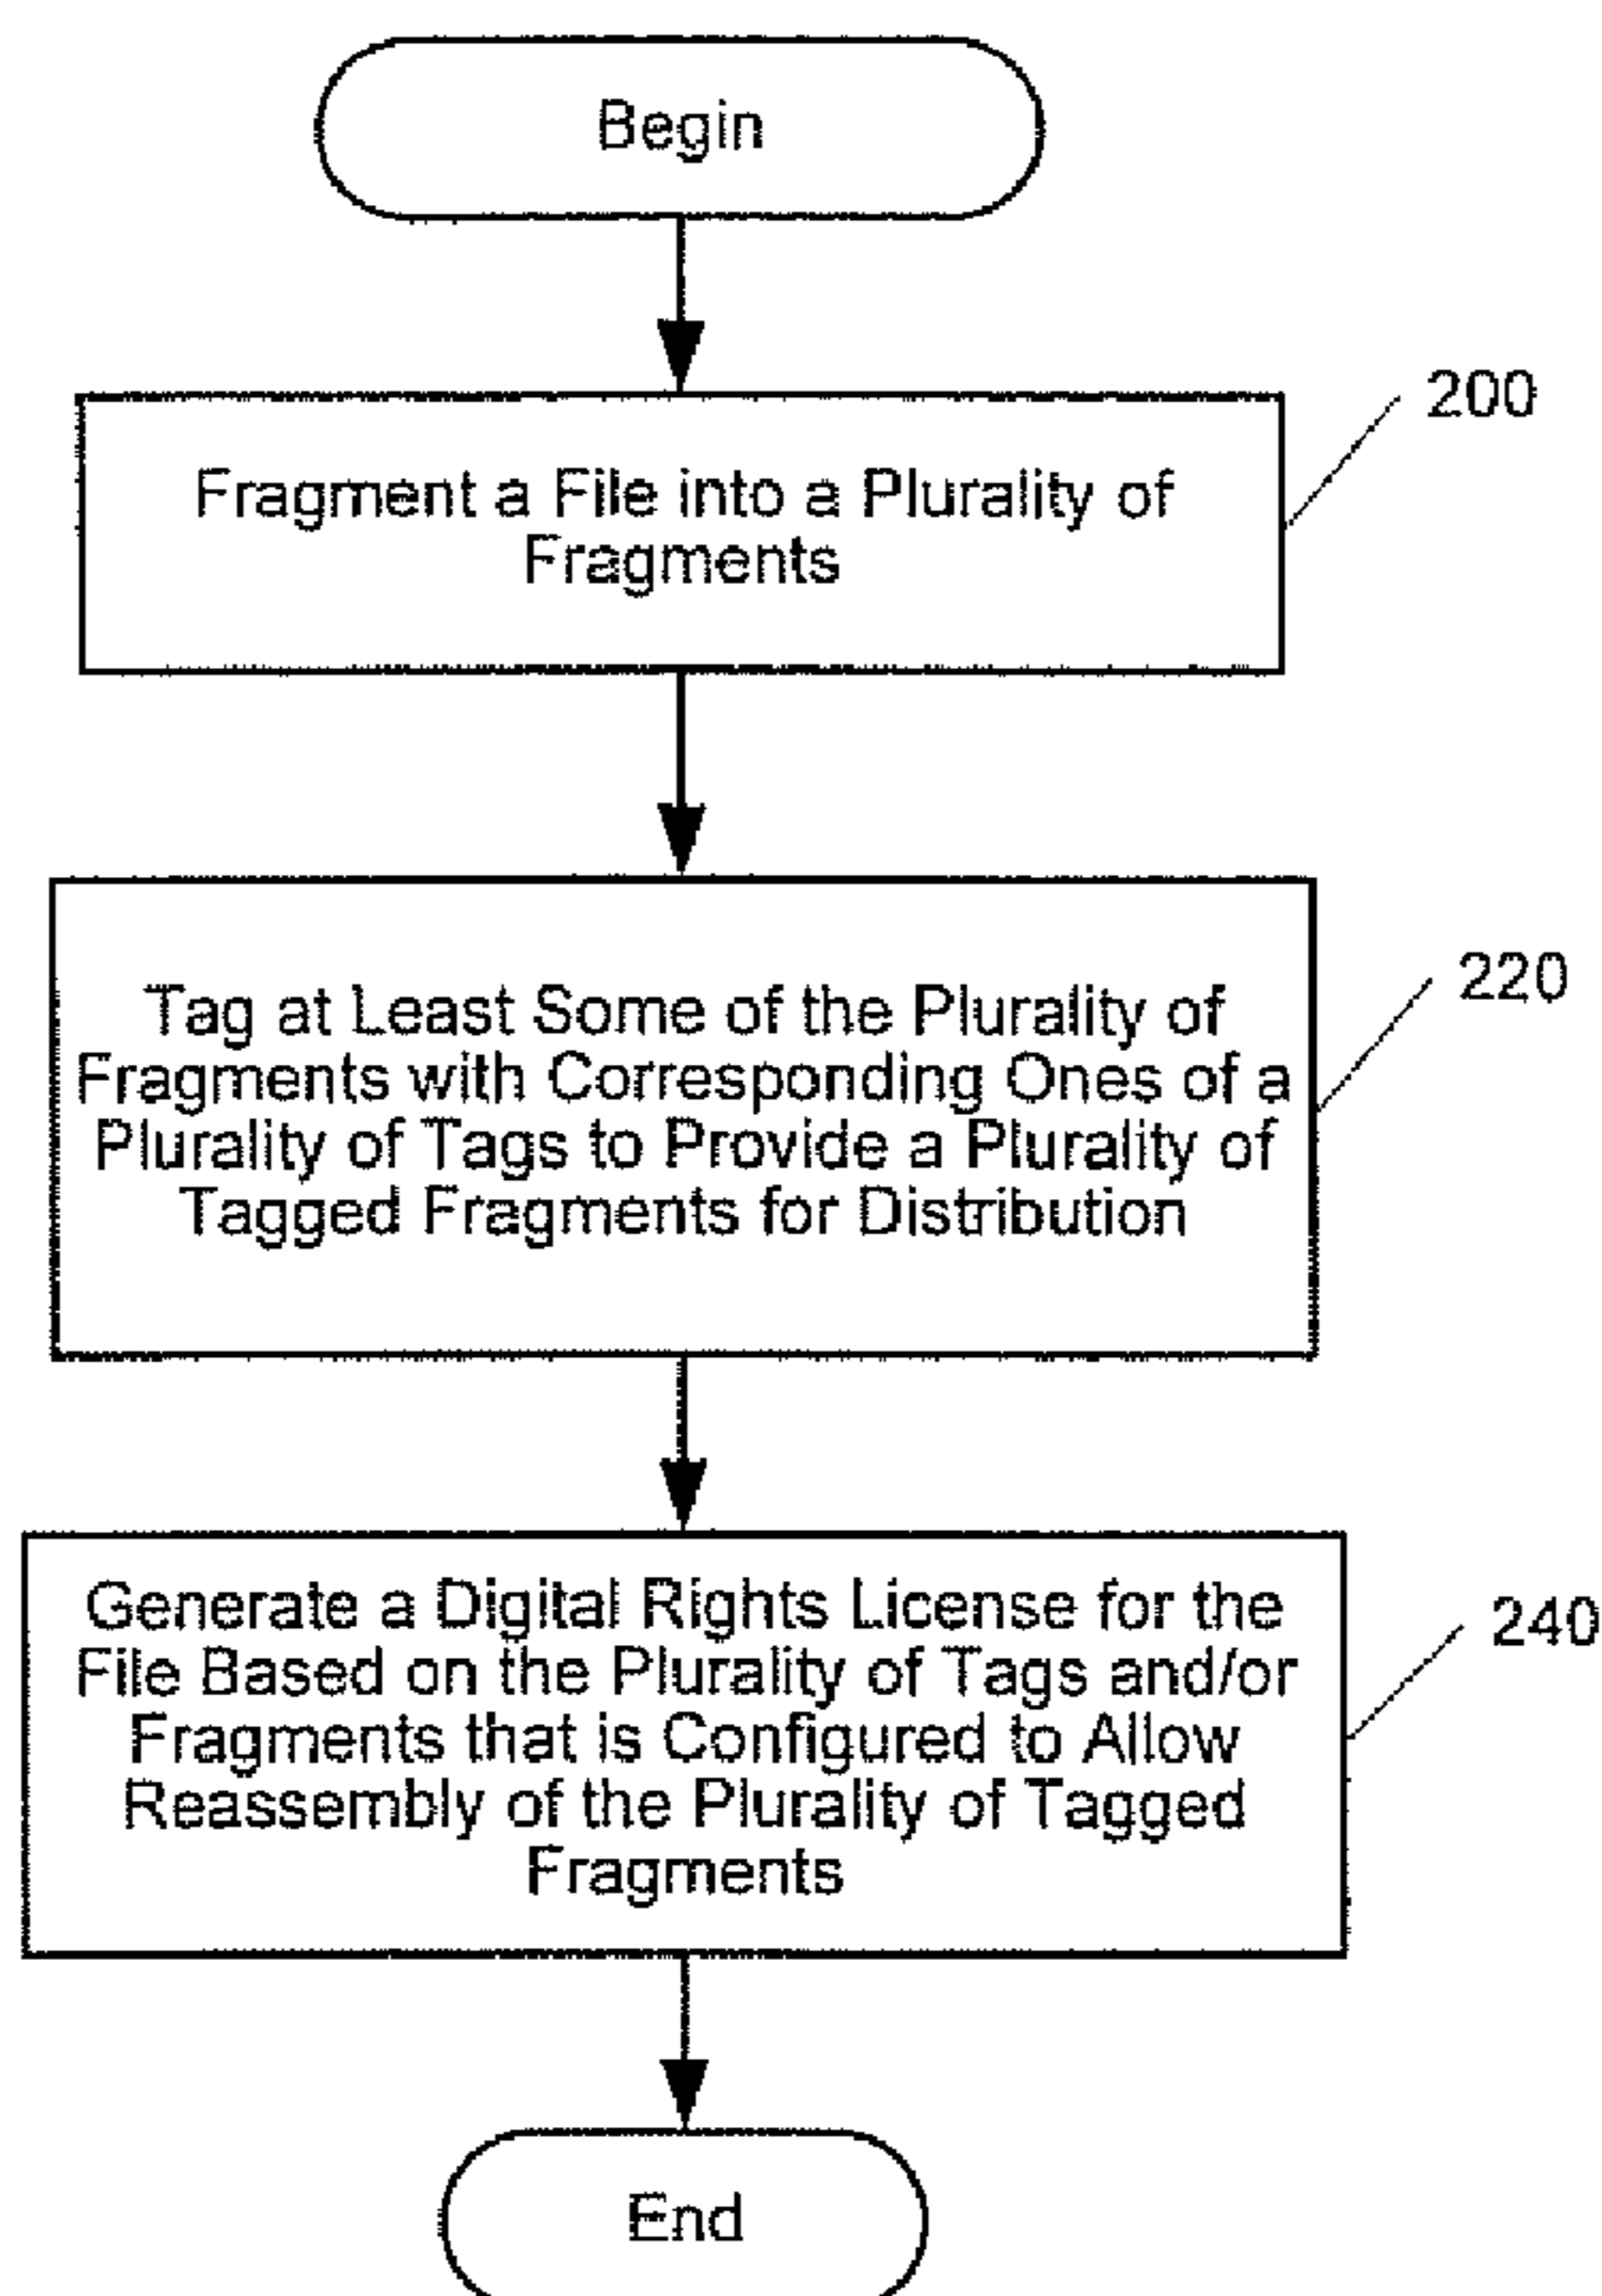 Begin
200
Fragment a File into a Plurality of
Fragments
220
Tag at Least Some of the Plurality of
Fragments with Corresponding Ones of a
Plurality of Tags to Provide a Plurality of
Tagged Fragments for Distribution
240
Generate a Digital Rights License for the
File Based on the Plurality of Tags and/or
Fragments that is Configured to Allow
Reassembly of the Plurality of Tagged
Fragments
End